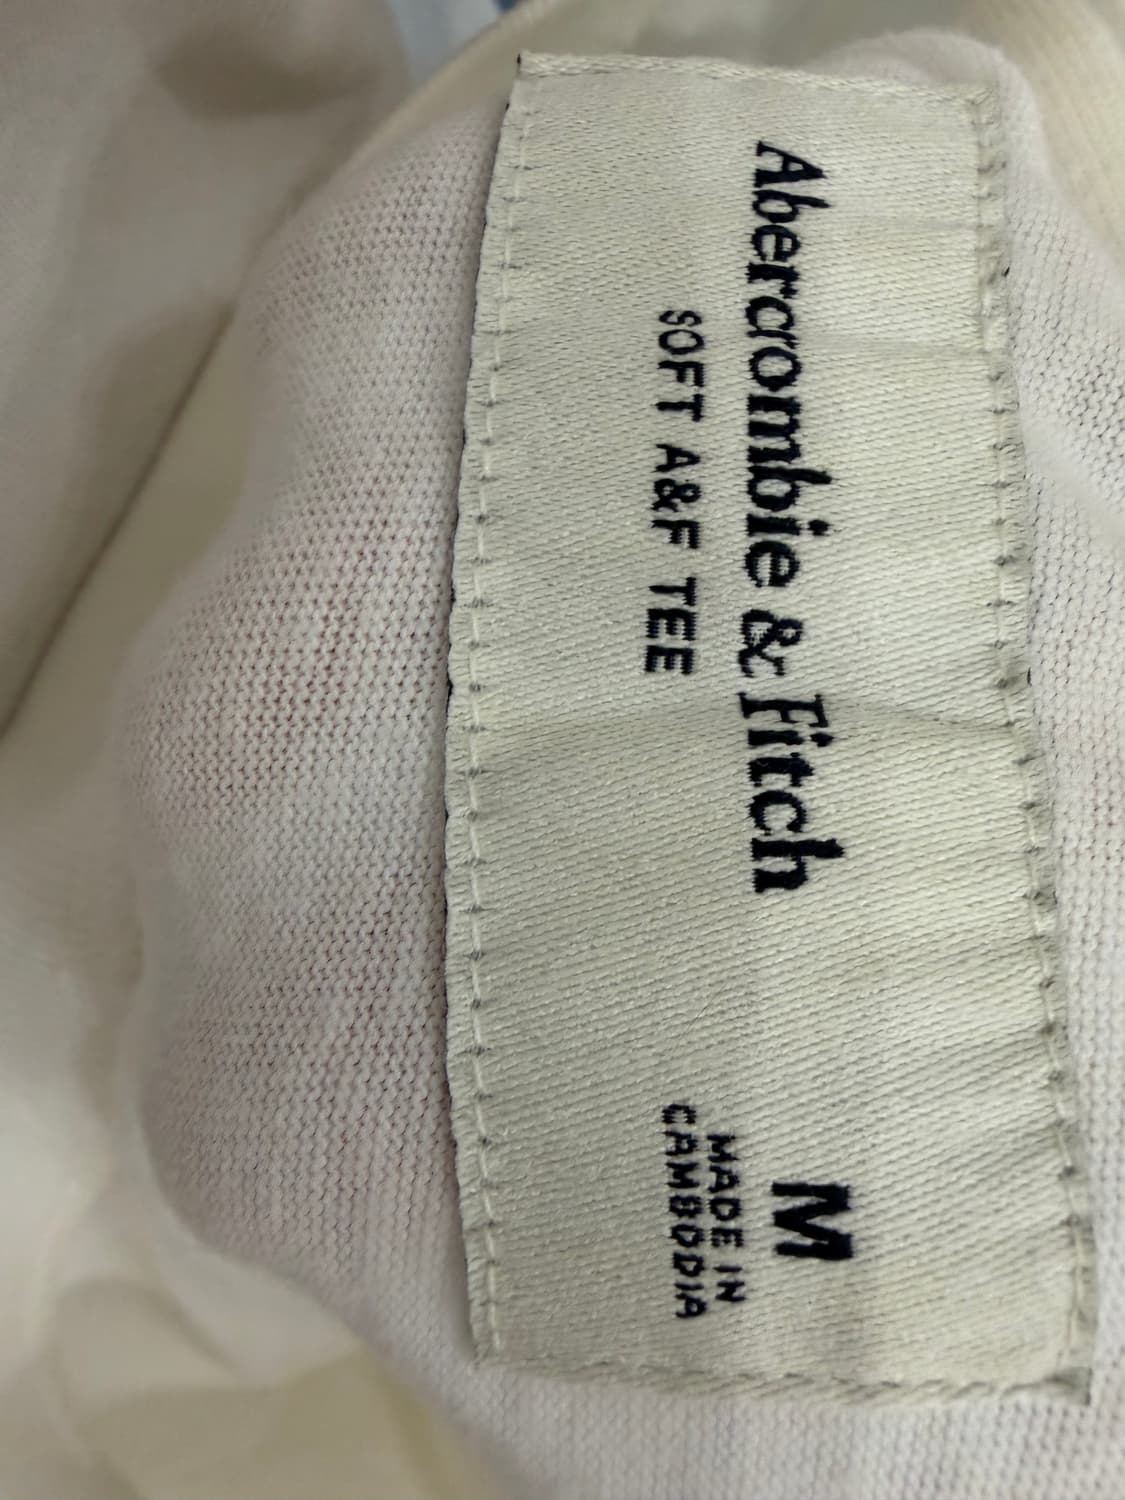 Abercrombie & Fitch
SOFT A&F TEE
M
MADE IN
CAMBODIA